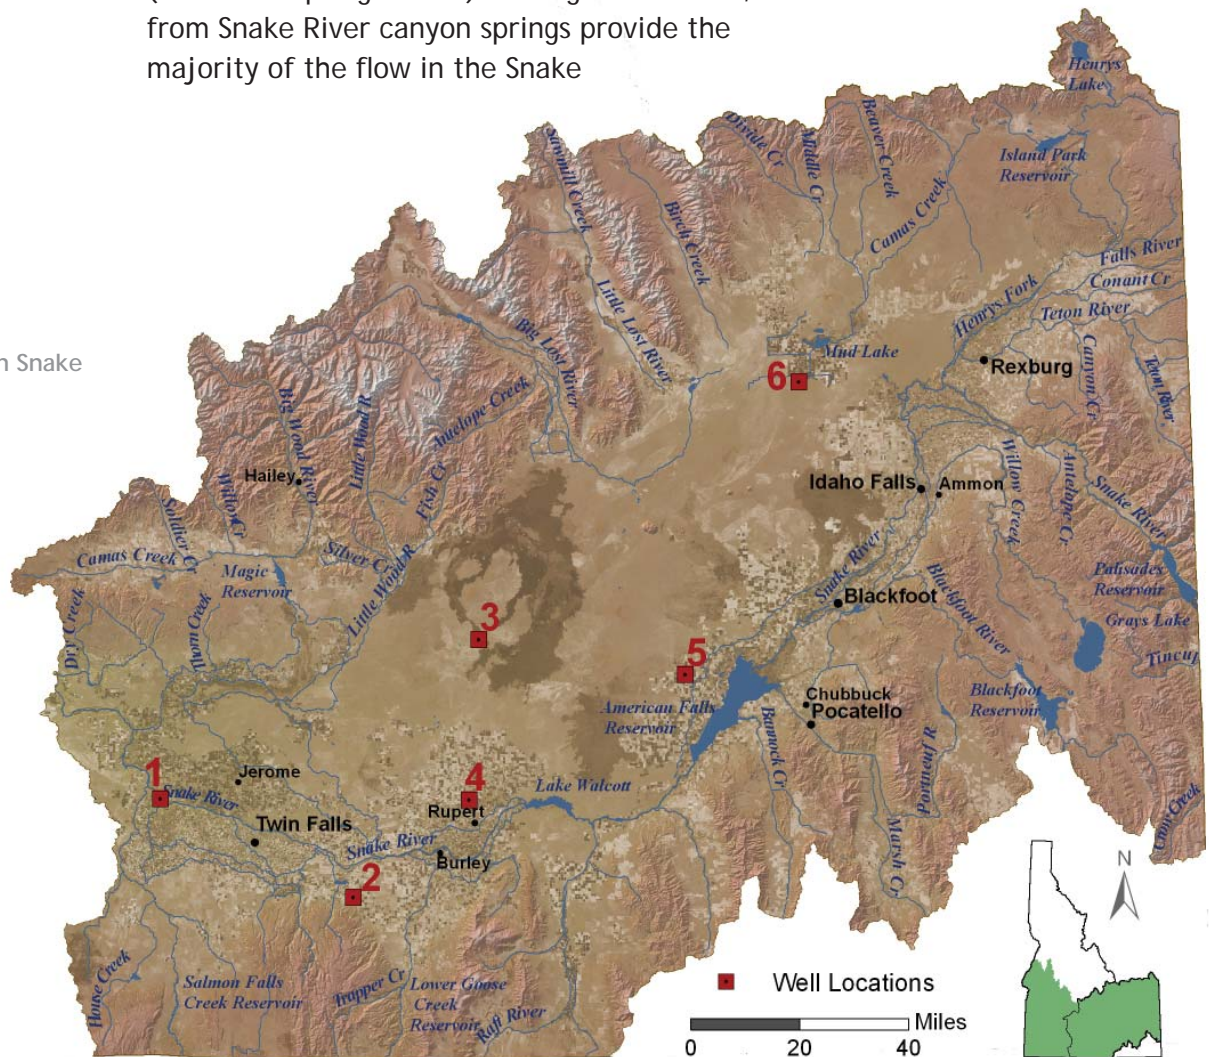 from Snake River canyon springs provide the
majority of the flow in the Snake
Snake
Henrys
Lake
Island Park
Reservoir
Divide Cr
Middle Cr
Beaver Creek
Camas Creek
Sawmill Creek
Birch Creek
Little Lost River
Big Lost River
Falls River
Conant Cr
Henrys Fork
Teton River
Canyon Cr
Teton River
Mud Lake
6
Rexburg
Antelope Creek
Big Wood River
Little Wood R
Fish Cr
Hailey
Willow Cr
Soldier Cr
Camas Creek
Silver Cr
Magic
Reservoir
Little Wood R
Dry Creek
Thorn Creek
Idaho Falls
Ammon
Willow Creek
Antelope Cr
Snake River
Snake River
Blackfoot
Blackfoot River
Palisades
Reservoir
Grays Lake
Tincup
3
5
American Falls
Reservoir
Chubbuck
Pocatello
Blackfoot
Reservoir
Bannock Cr
Portneuf R
Marsh Cr
Crow Creek
1
Jerome
Snake River
Twin Falls
4
Rupert
Lake Walcott
Snake River
Burley
2
House Creek
Salmon Falls
Creek Reservoir
Trapper Cr
Lower Goose
Creek
Reservoir
Raft River
N
Well Locations
Miles
0 20 40